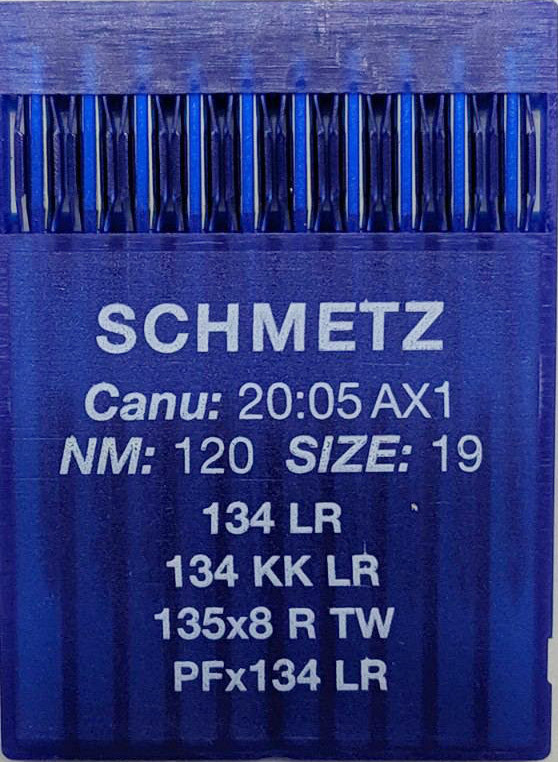 SCHMETZ
Canu: 20:05 AX1
NM: 120 SIZE: 19
134 LR
134 KK LR
135x8 R TW
PFx134 LR